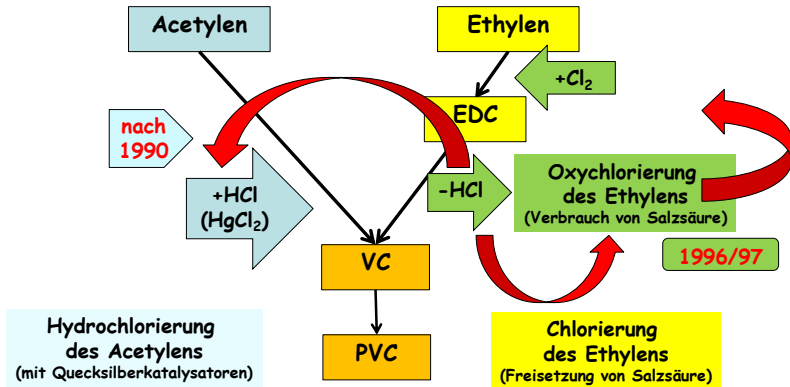 Acetylen
Ethylen
+Cl₂
EDC
nach
1990
+HCl
(HgCl₂)
–HCl
Oxychlorierung
des Ethylens
(Verbrauch von Salzsäure)
VC
1996/97
Hydrochlorierung
des Acetylens
(mit Quecksilberkatalysatoren)
PVC
Chlorierung
des Ethylens
(Freisetzung von Salzsäure)